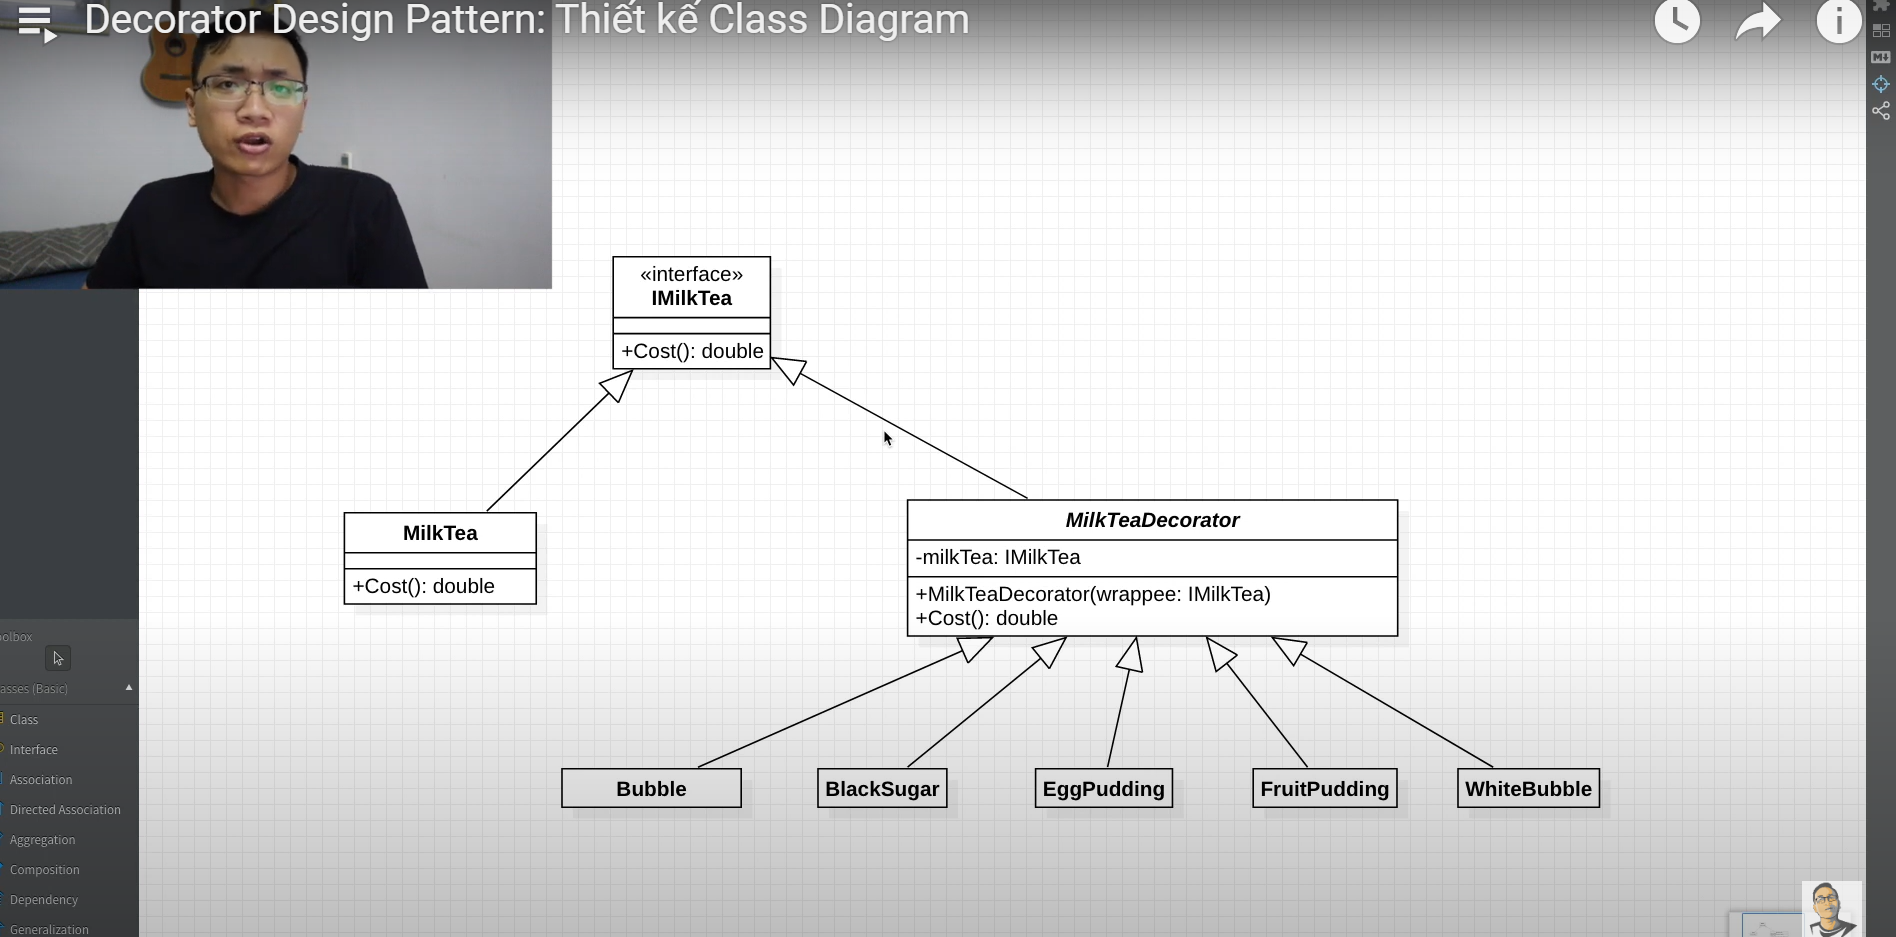 Decorator Design Pattern: Thiết kế Class Diagram
«interface»
IMilkTea
+Cost(): double
MilkTea
+Cost(): double
MilkTeaDecorator
-milkTea: IMilkTea
+MilkTeaDecorator(wrappee: IMilkTea)
+Cost(): double
Bubble
BlackSugar
EggPudding
FruitPudding
WhiteBubble
oolbox
asses (Basic)
Class
Interface
Association
Directed Association
Aggregation
Composition
Dependency
Generalization